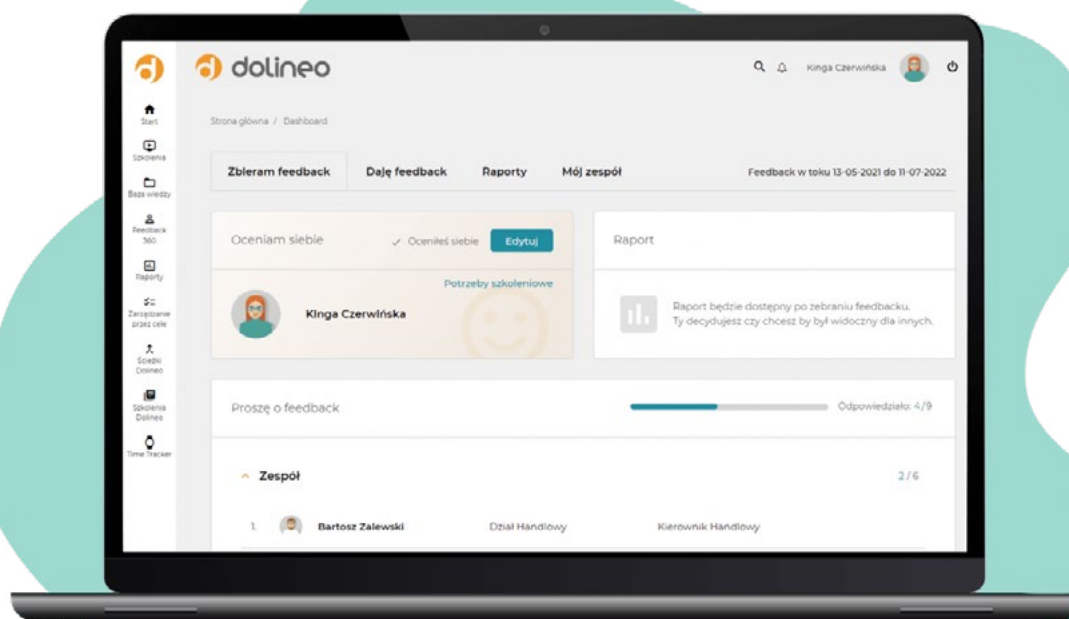 dolineo
Kinga Czerwińska
Start
Szkolenia
Baza wiedzy
Feedback
360
Raporty
Zarządzanie
przez cele
Ścieżki
Dolineo
Szkolenia
Dolineo
Time Tracker
Strona główna / Dashboard
Zbieram feedback
Daję feedback
Raporty
Mój zespół
Feedback w toku 13-05-2021 do 11-07-2022
Oceniam siebie
Oceniłeś siebie
Edytuj
Potrzeby szkoleniowe
Kinga Czerwińska
Raport
Raport będzie dostępny po zebraniu feedbacku.
Ty decydujesz czy chcesz by był widoczny dla innych.
Proszę o feedback
Odpowiedziało: 4/9
Zespół
2/6
1. Bartosz Zalewski Dział Handlowy Kierownik Handlowy